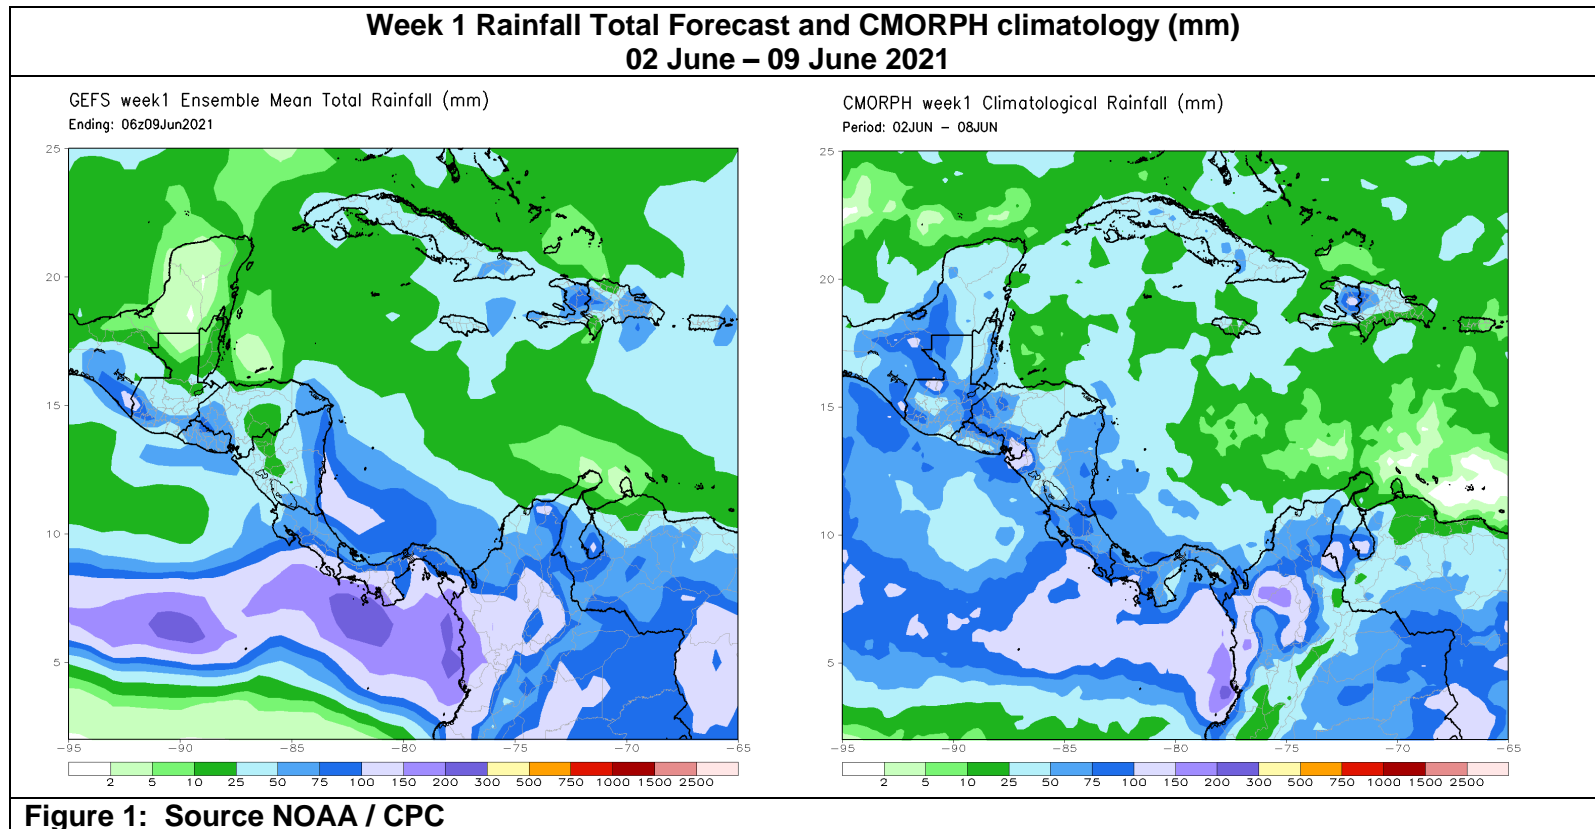 Week 1 Rainfall Total Forecast and CMORPH climatology (mm)
02 June – 09 June 2021
GEFS week1 Ensemble Mean Total Rainfall (mm)
Ending: 06z09Jun2021
25
20
15
10
5
-95 -90 -85 -80 -75 -70 -65
2 5 10 25 50 75 100 150 200 300 500 750 1000 1500 2500
CMORPH week1 Climatological Rainfall (mm)
Period: 02JUN - 08JUN
25
20
15
10
5
-95 -90 -85 -80 -75 -70 -65
2 5 10 25 50 75 100 150 200 300 500 750 1000 1500 2500
Figure 1: Source NOAA / CPC